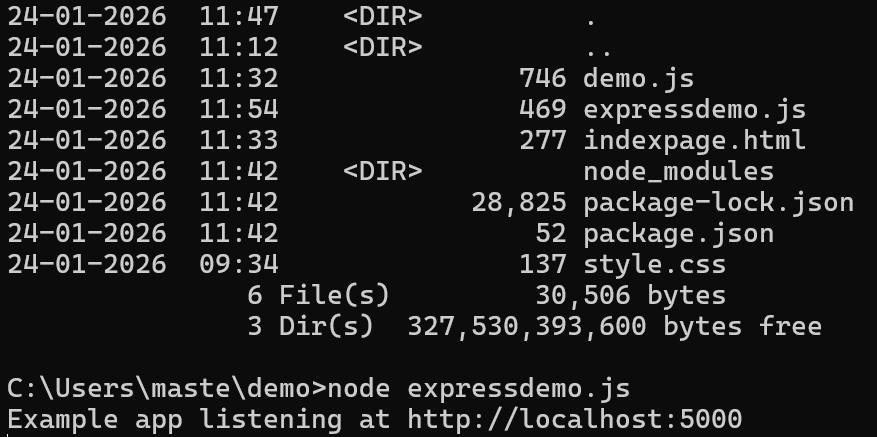 24-01-2026  11:47    <DIR>          .
24-01-2026  11:12    <DIR>          ..
24-01-2026  11:32               746 demo.js
24-01-2026  11:54               469 expressdemo.js
24-01-2026  11:33               277 indexpage.html
24-01-2026  11:42    <DIR>          node_modules
24-01-2026  11:42            28,825 package-lock.json
24-01-2026  11:42                52 package.json
24-01-2026  09:34               137 style.css
               6 File(s)         30,506 bytes
               3 Dir(s)  327,530,393,600 bytes free

C:\Users\maste\demo>node expressdemo.js
Example app listening at http://localhost:5000